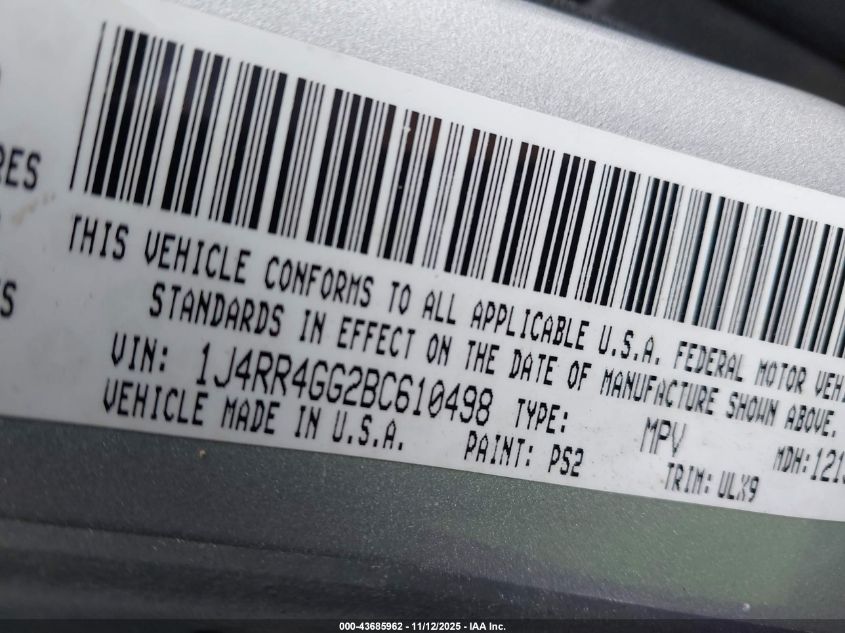 RES
S
THIS VEHICLE CONFORMS TO ALL APPLICABLE U.S.A. FEDERAL MOTOR VEHI
STANDARDS IN EFFECT ON THE DATE OF MANUFACTURE SHOWN ABOVE.
VIN: 1J4RR4GG2BC610498 TYPE: MPV MDH:121
VEHICLE MADE IN U.S.A. PAINT: PS2 TRIM: ULX9
000-43685962 - 11/12/2025 - IAA Inc.